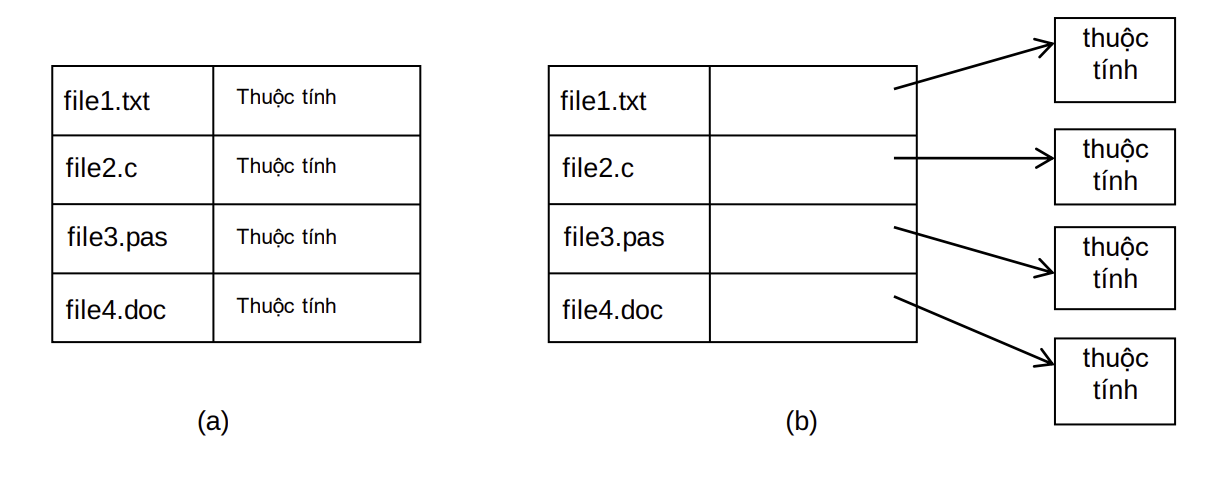 file1.txt
Thuộc tính
file2.c
Thuộc tính
file3.pas
Thuộc tính
file4.doc
Thuộc tính
(a)
file1.txt
file2.c
file3.pas
file4.doc
thuộc
tính
thuộc
tính
thuộc
tính
thuộc
tính
(b)